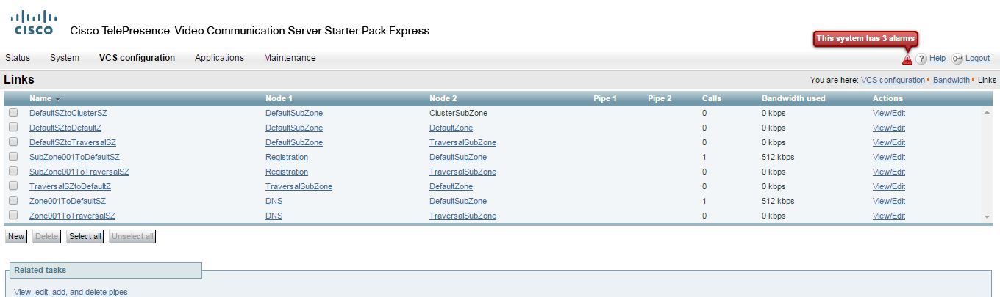 CISCO Cisco TelePresence Video Communication Server Starter Pack Express
This system has 3 alarms
Status System VCS configuration Applications Maintenance ? Help Logout
Links You are here: VCS configuration Bandwidth Links
Name Node 1 Node 2 Pipe 1 Pipe 2 Calls Bandwidth used Actions
DefaultSZtoClusterSZ DefaultSubZone ClusterSubZone 0 0 kbps View/Edit
DefaultSZtoDefaultZ DefaultSubZone DefaultZone 0 0 kbps View/Edit
DefaultSZtoTraversalSZ DefaultSubZone TraversalSubZone 0 0 kbps View/Edit
SubZone001ToDefaultSZ Registration DefaultSubZone 1 512 kbps View/Edit
SubZone001ToTraversalSZ Registration TraversalSubZone 0 0 kbps View/Edit
TraversalSZtoDefaultZ TraversalSubZone DefaultZone 0 0 kbps View/Edit
Zone001ToDefaultSZ DNS DefaultSubZone 1 512 kbps View/Edit
Zone001ToTraversalSZ DNS TraversalSubZone 0 0 kbps View/Edit
New Delete Select all Unselect all
Related tasks
View, edit, add, and delete pipes